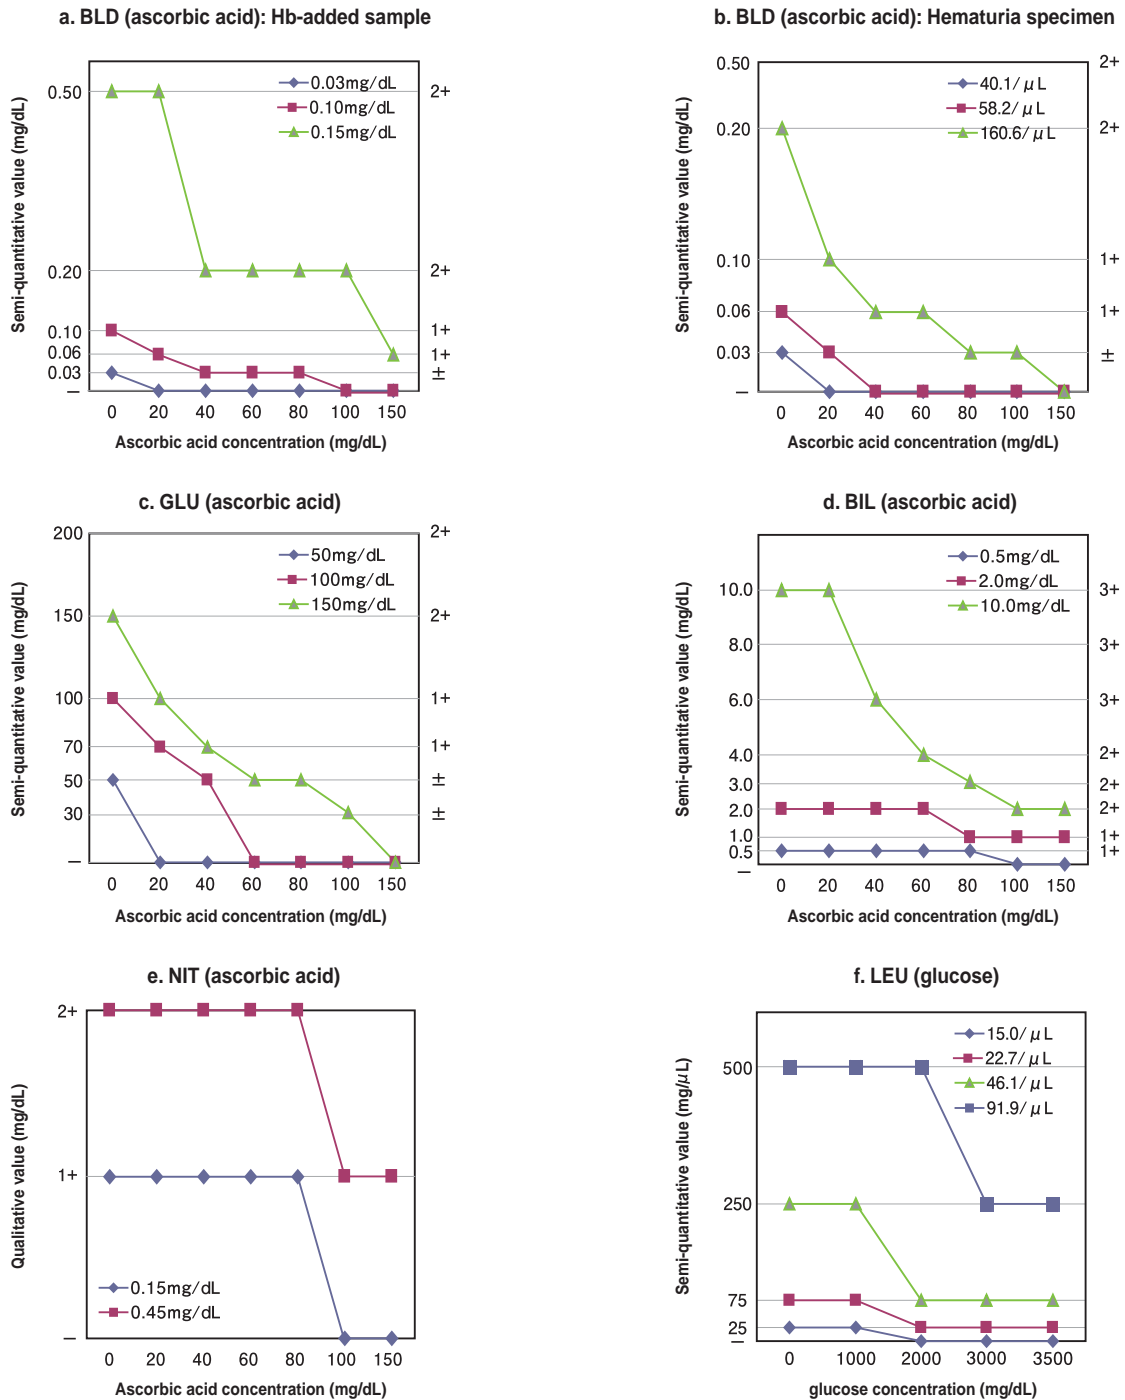 a. BLD (ascorbic acid): Hb-added sample
Semi-quantitative value (mg/dL)
0.50
0.20
0.10
0.06
0.03
–
2+
2+
1+
1+
±
0.03mg/dL
0.10mg/dL
0.15mg/dL
0 20 40 60 80 100 150
Ascorbic acid concentration (mg/dL)
b. BLD (ascorbic acid): Hematuria specimen
Semi-quantitative value (mg/dL)
0.50
0.20
0.10
0.06
0.03
–
2+
2+
1+
1+
±
40.1/μL
58.2/μL
160.6/μL
0 20 40 60 80 100 150
Ascorbic acid concentration (mg/dL)
c. GLU (ascorbic acid)
Semi-quantitative value (mg/dL)
200
150
100
70
50
30
–
2+
2+
1+
1+
±
±
50mg/dL
100mg/dL
150mg/dL
0 20 40 60 80 100 150
Ascorbic acid concentration (mg/dL)
d. BIL (ascorbic acid)
Semi-quantitative value (mg/dL)
10.0
8.0
6.0
4.0
3.0
2.0
1.0
0.5
–
3+
3+
3+
2+
2+
2+
1+
1+
0.5mg/dL
2.0mg/dL
10.0mg/dL
0 20 40 60 80 100 150
Ascorbic acid concentration (mg/dL)
e. NIT (ascorbic acid)
Qualitative value (mg/dL)
2+
1+
–
0.15mg/dL
0.45mg/dL
0 20 40 60 80 100 150
Ascorbic acid concentration (mg/dL)
f. LEU (glucose)
Semi-quantitative value (mg/μL)
500
250
75
25
–
15.0/μL
22.7/μL
46.1/μL
91.9/μL
0 1000 2000 3000 3500
glucose concentration (mg/dL)